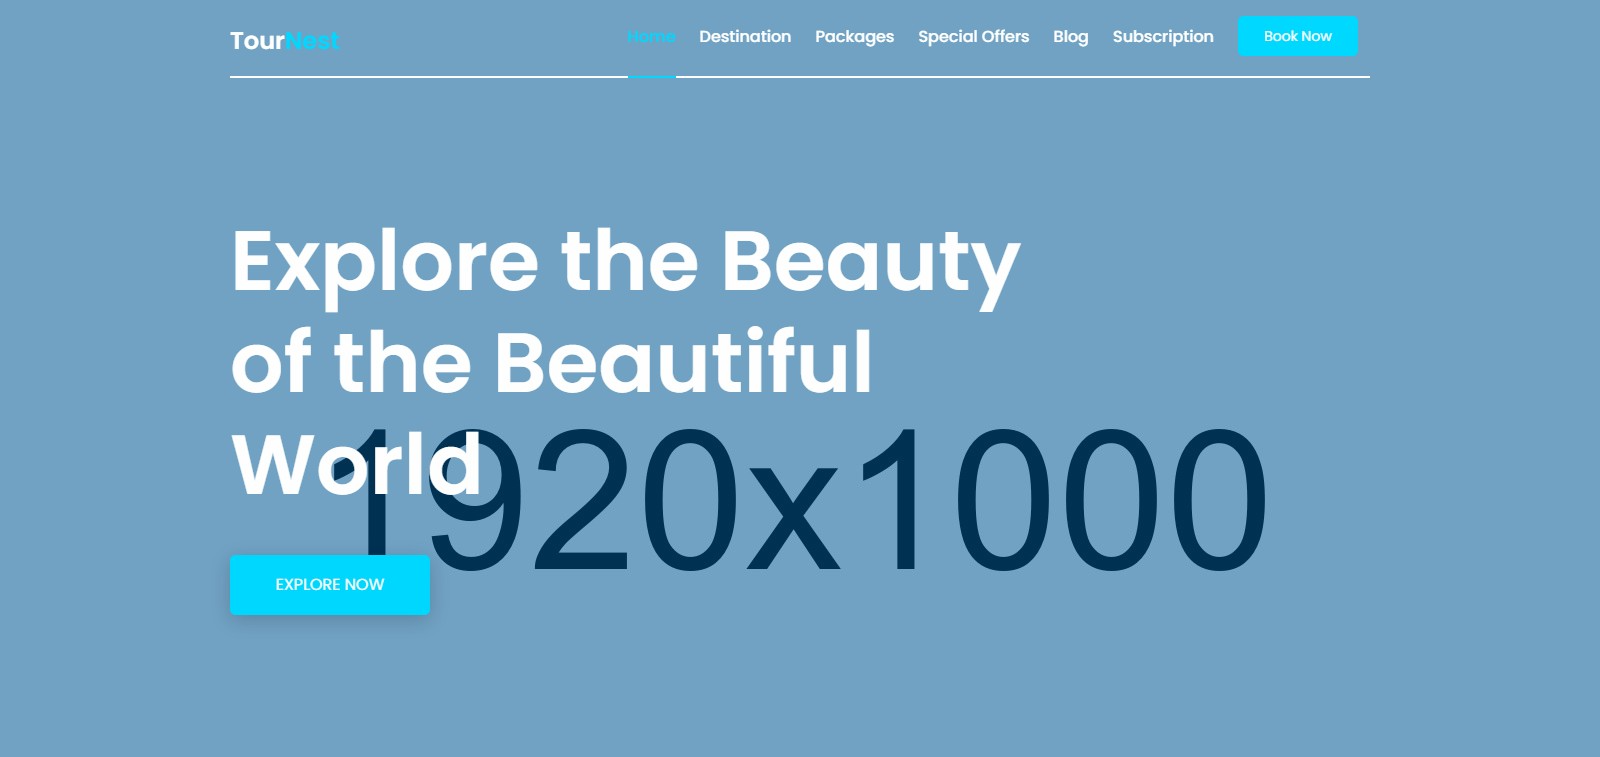 TourNest
Home Destination Packages Special Offers Blog Subscription Book Now
Explore the Beauty
of the Beautiful
World
1920x1000
EXPLORE NOW